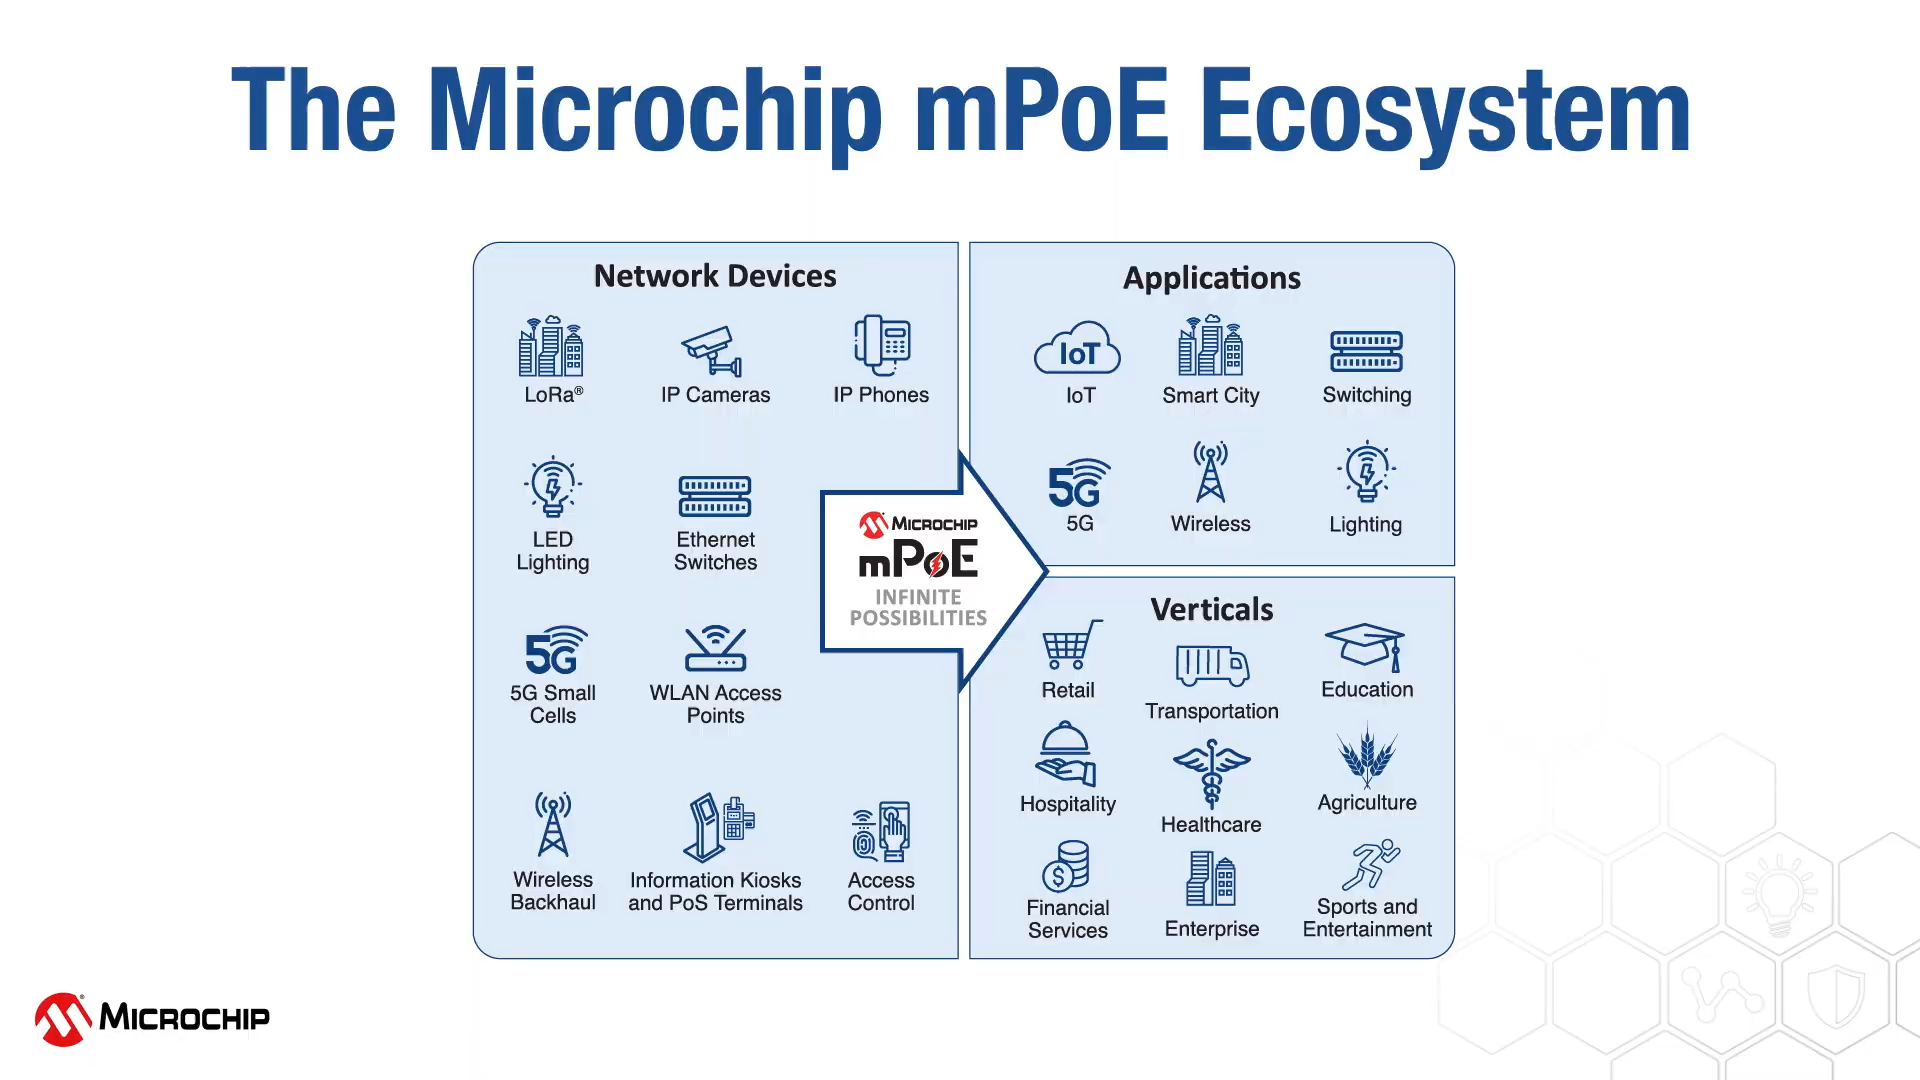 The Microchip mPoE Ecosystem
Network Devices
LoRa®
IP Cameras
IP Phones
LED
Lighting
Ethernet
Switches
5G
5G Small
Cells
WLAN Access
Points
Wireless
Backhaul
Information Kiosks
and PoS Terminals
Access
Control
MICROCHIP
mPoE
INFINITE
POSSIBILITIES
Applications
IoT
IoT
Smart City
Switching
5G
5G
Wireless
Lighting
Verticals
Retail
Transportation
Education
Hospitality
Healthcare
Agriculture
$
Financial
Services
Enterprise
Sports and
Entertainment
MICROCHIP